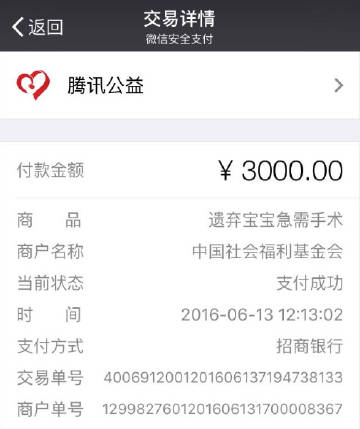 返回
交易详情
微信安全支付
腾讯公益
付款金额 ¥ 3000.00
商品 遗弃宝宝急需手术
商户名称 中国社会福利基金会
当前状态 支付成功
时间 2016-06-13 12:13:02
支付方式 招商银行
交易单号 4006912001201606137194738133
商户单号 1299827601201606131700008367